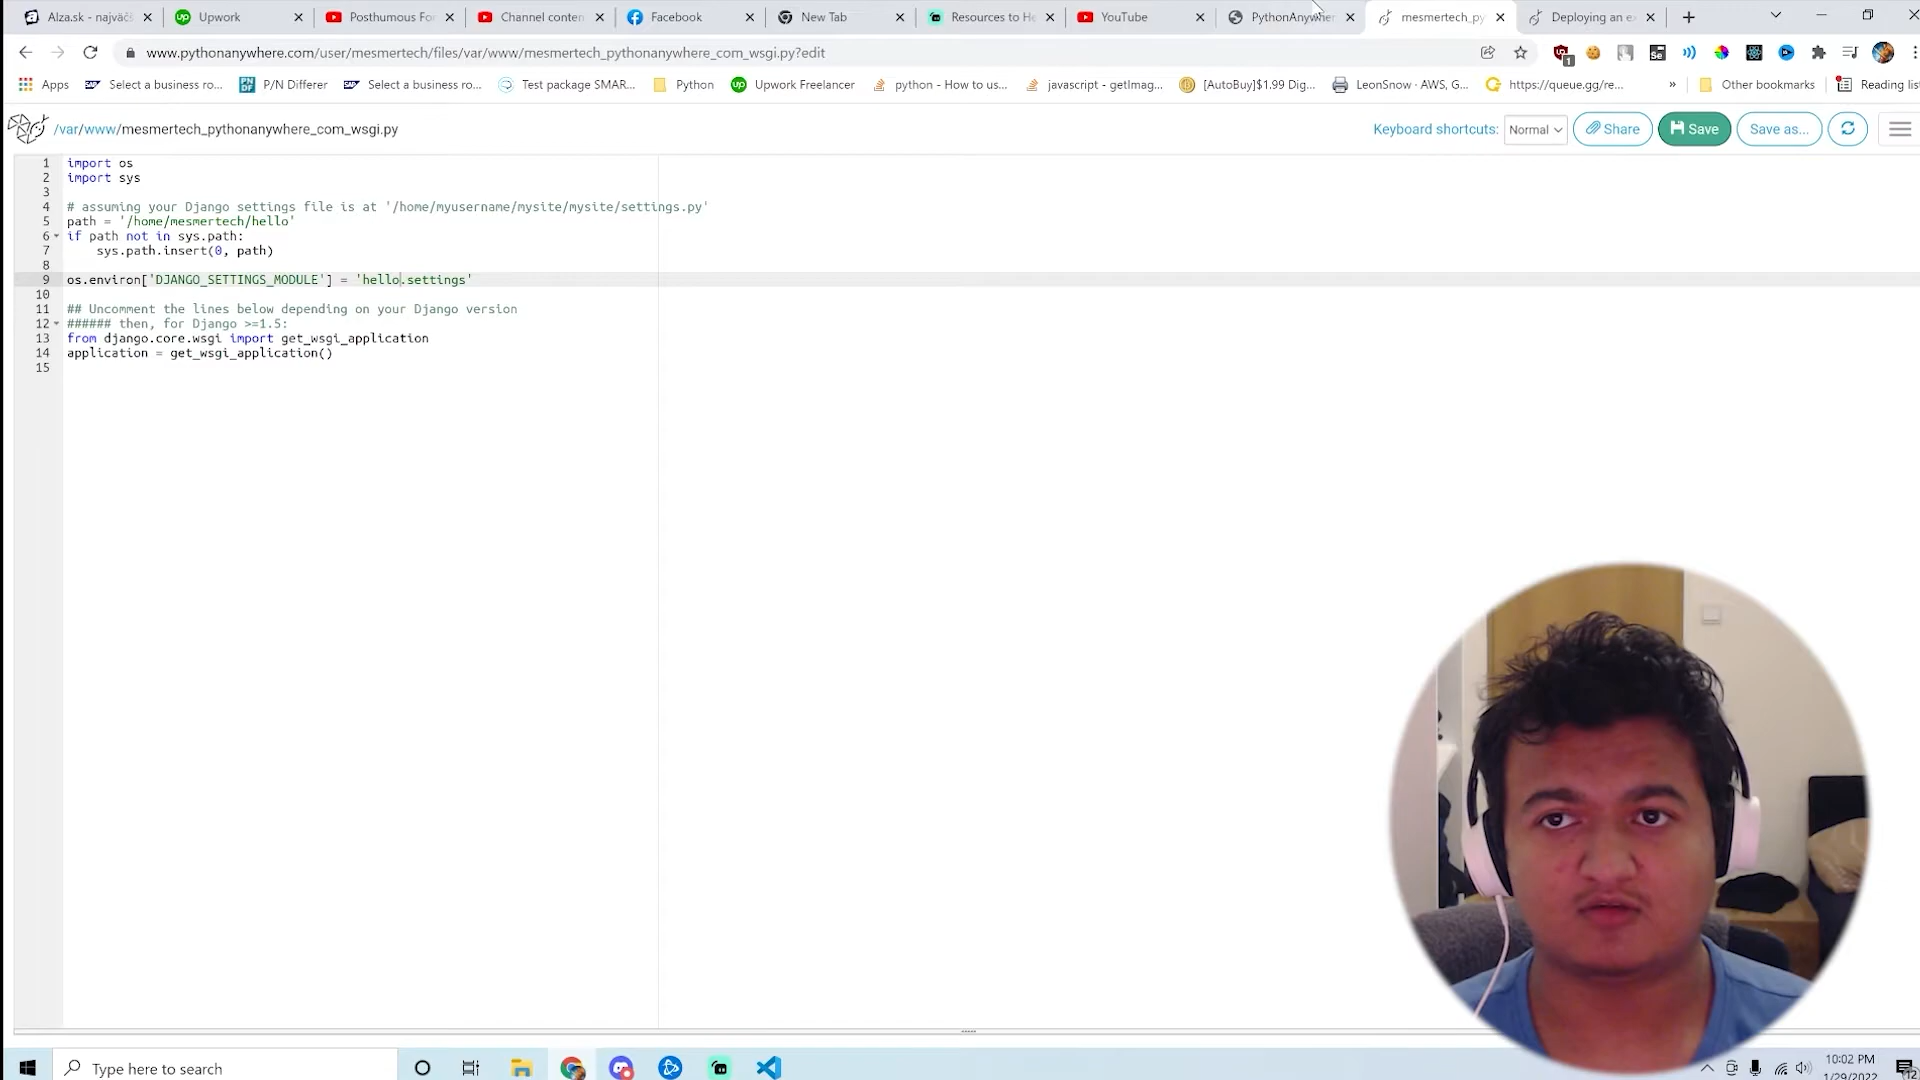 Alza.sk - najväčš
Upwork
Posthumous Fo
Channel conten
Facebook
New Tab
Resources to He
YouTube
PythonAnywher
mesmertech_py
Deploying an e
www.pythonanywhere.com/user/mesmertech/files/var/www/mesmertech_pythonanywhere_com_wsgi.py?edit
Apps
Select a business ro...
P/N Differer
Select a business ro...
Test package SMAR...
Python
Upwork Freelancer
python - How to us...
javascript - getImag...
[AutoBuy]$1.99 Dig...
LeonSnow - AWS, G...
https://queue.gg/re...
»
Other bookmarks
Reading list
/var/www/mesmertech_pythonanywhere_com_wsgi.py
Keyboard shortcuts:
Normal
Share
Save
Save as...
1 import os
2 import sys
3
4 # assuming your Django settings file is at '/home/myusername/mysite/mysite/settings.py'
5 path = '/home/mesmertech/hello'
6 if path not in sys.path:
7     sys.path.insert(0, path)
8
9 os.environ['DJANGO_SETTINGS_MODULE'] = 'hello.settings'
10
11 ## Uncomment the lines below depending on your Django version
12 ###### then, for Django >=1.5:
13 from django.core.wsgi import get_wsgi_application
14 application = get_wsgi_application()
15
Type here to search
10:02 PM
1/29/2022
12